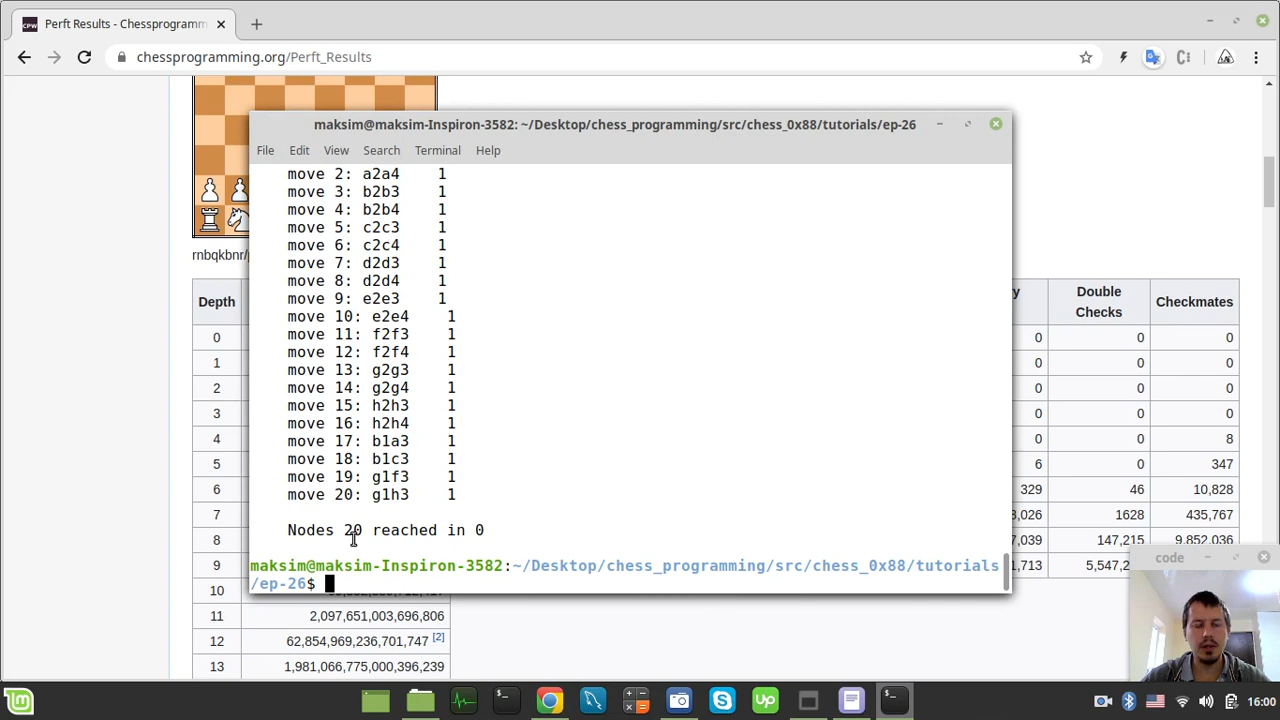 Perft Results - Chessprogramm
chessprogramming.org/Perft_Results
maksim@maksim-Inspiron-3582: ~/Desktop/chess_programming/src/chess_0x88/tutorials/ep-26
File Edit View Search Terminal Help
move 2: a2a4 1
move 3: b2b3 1
move 4: b2b4 1
move 5: c2c3 1
move 6: c2c4 1
move 7: d2d3 1
move 8: d2d4 1
move 9: e2e3 1
move 10: e2e4 1
move 11: f2f3 1
move 12: f2f4 1
move 13: g2g3 1
move 14: g2g4 1
move 15: h2h3 1
move 16: h2h4 1
move 17: b1a3 1
move 18: b1c3 1
move 19: g1f3 1
move 20: g1h3 1
Nodes 20 reached in 0
maksim@maksim-Inspiron-3582:~/Desktop/chess_programming/src/chess_0x88/tutorials
/ep-26$
rnbqkbnr/
Depth Double Checks Checkmates
0 0 0 0
1 0 0 0
2 0 0 0
3 0 0 0
4 0 0 8
5 6 0 347
6 329 46 10,828
7 1628 435,767
8 147,215 9,852,036
9 5,547,2
10
11 2,097,651,003,696,806
12 62,854,969,236,701,747 [2]
13 1,981,066,775,000,396,239
code
16:00